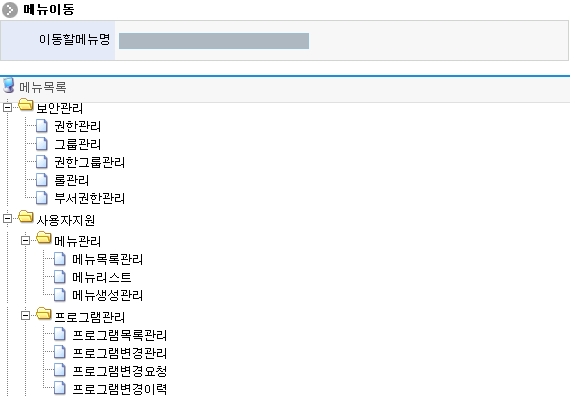 메뉴이동
이동할메뉴명
메뉴목록
보안관리
권한관리
그룹관리
권한그룹관리
롤관리
부서권한관리
사용자지원
메뉴관리
메뉴목록관리
메뉴리스트
메뉴생성관리
프로그램관리
프로그램목록관리
프로그램변경관리
프로그램변경요청
프로그램변경이력